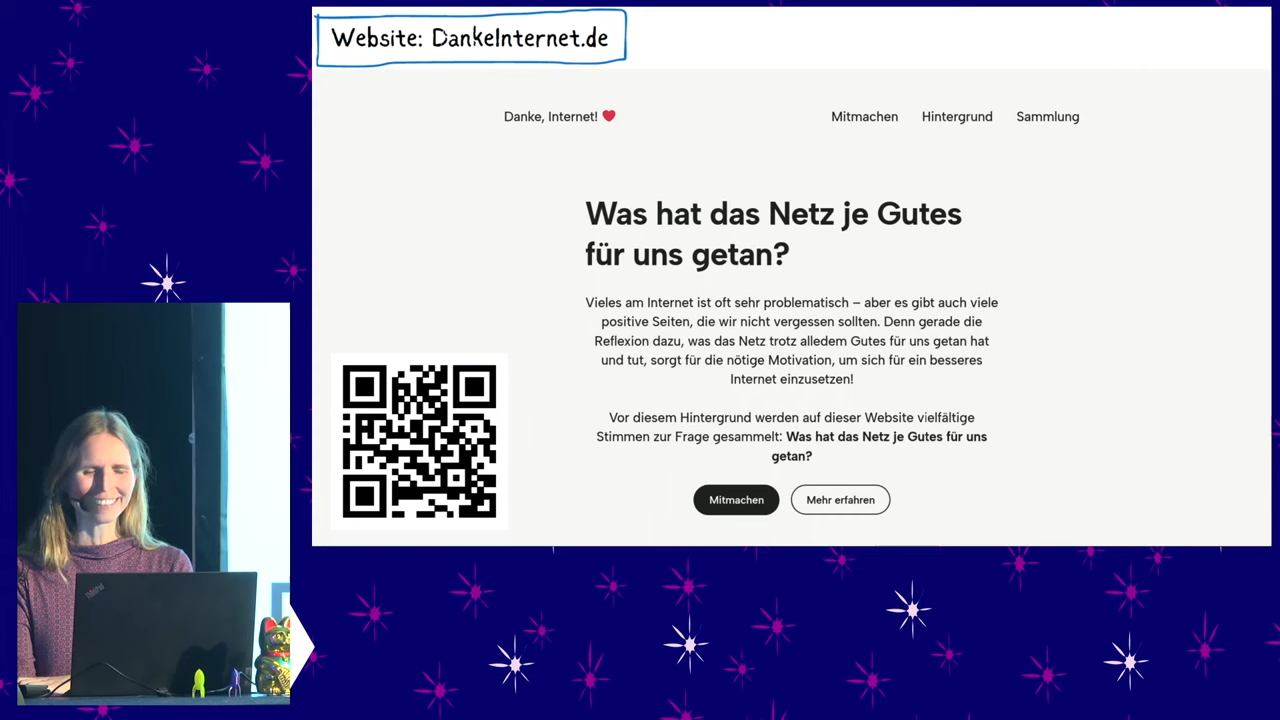 Website: DankeInternet.de
Danke, Internet! ❤
Mitmachen Hintergrund Sammlung
Was hat das Netz je Gutes
für uns getan?
Vieles am Internet ist oft sehr problematisch – aber es gibt auch viele
positive Seiten, die wir nicht vergessen sollten. Denn gerade die
Reflexion dazu, was das Netz trotz alledem Gutes für uns getan hat
und tut, sorgt für die nötige Motivation, um sich für ein besseres
Internet einzusetzen!
Vor diesem Hintergrund werden auf dieser Website vielfältige
Stimmen zur Frage gesammelt: Was hat das Netz je Gutes für uns
getan?
Mitmachen Mehr erfahren
ThinkPad